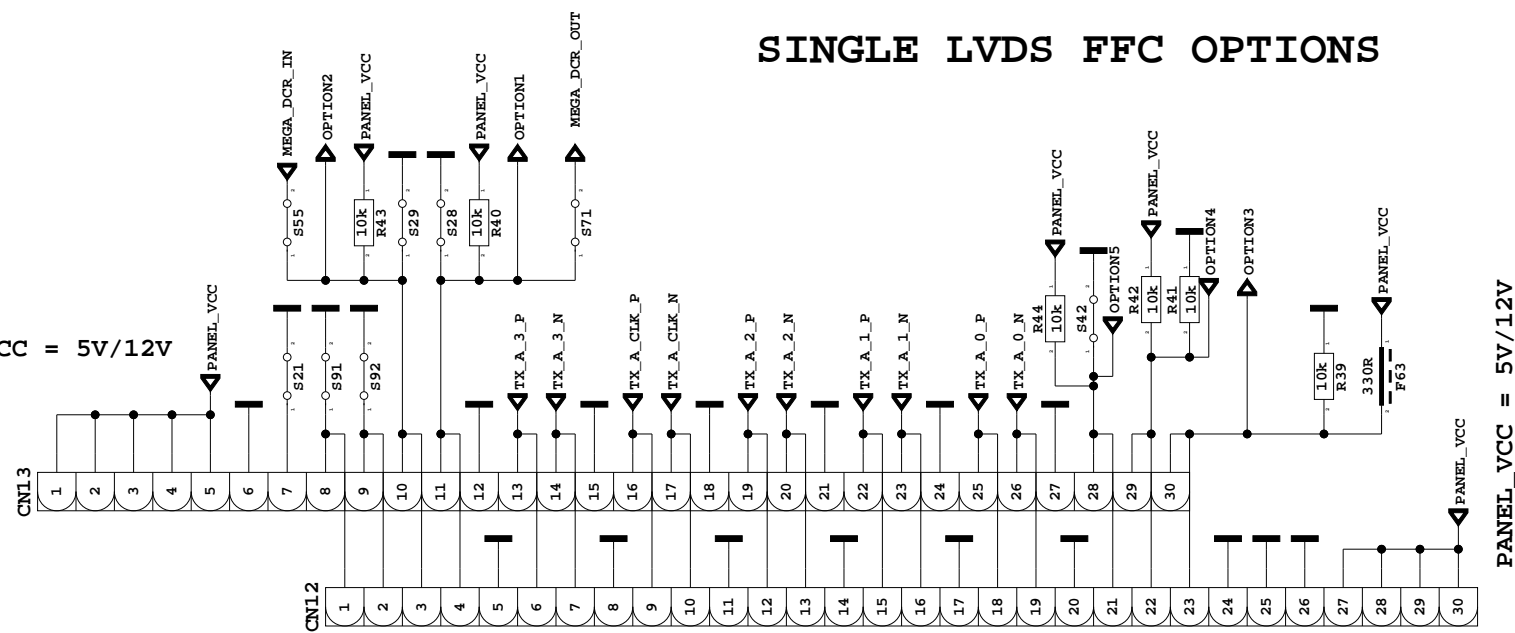 SINGLE LVDS FFC OPTIONS
MEGA_DCR_IN
OPTION2
PANEL_VCC
PANEL_VCC
OPTION1
MEGA_DCR_OUT
S55
10k
R43
S29
S28
10k
R40
S71
CC = 5V/12V
PANEL_VCC
S21
S91
S92
TX_A_3_P
TX_A_3_N
TX_A_CLK_P
TX_A_CLK_N
TX_A_2_P
TX_A_2_N
TX_A_1_P
TX_A_1_N
TX_A_0_P
TX_A_0_N
PANEL_VCC
R44
10k
S42
OPTION5
PANEL_VCC
R42
10k
R41
10k
OPTION4
OPTION3
10k
R39
PANEL_VCC
330R
F63
PANEL_VCC
PANEL_VCC = 5V/12V
CN13
1 2 3 4 5 6 7 8 9 10 11 12 13 14 15 16 17 18 19 20 21 22 23 24 25 26 27 28 29 30
CN12
1 2 3 4 5 6 7 8 9 10 11 12 13 14 15 16 17 18 19 20 21 22 23 24 25 26 27 28 29 30